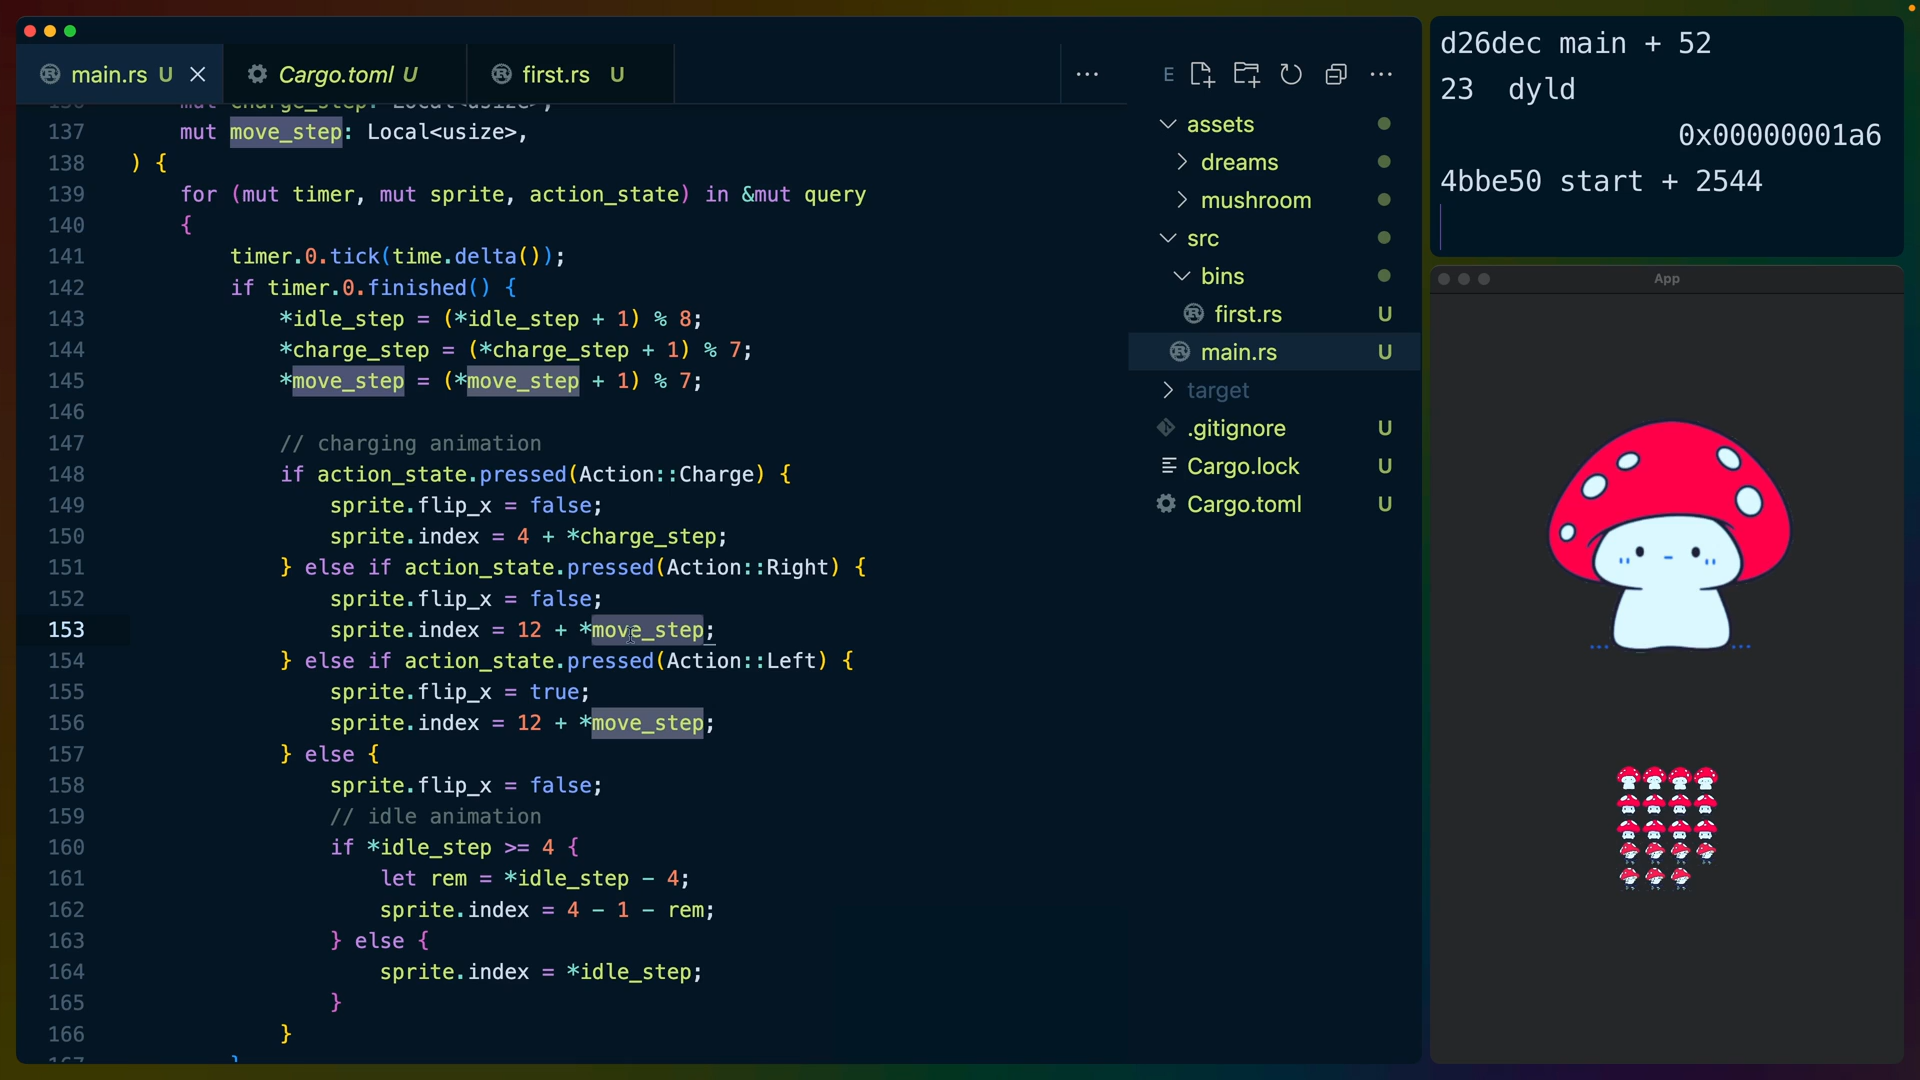 main.rs U
Cargo.toml U
first.rs U
E
137 mut move_step: Local<usize>,
138 ) {
139 for (mut timer, mut sprite, action_state) in &mut query
140 {
141 timer.0.tick(time.delta());
142 if timer.0.finished() {
143 *idle_step = (*idle_step + 1) % 8;
144 *charge_step = (*charge_step + 1) % 7;
145 *move_step = (*move_step + 1) % 7;
146
147 // charging animation
148 if action_state.pressed(Action::Charge) {
149 sprite.flip_x = false;
150 sprite.index = 4 + *charge_step;
151 } else if action_state.pressed(Action::Right) {
152 sprite.flip_x = false;
153 sprite.index = 12 + *move_step;
154 } else if action_state.pressed(Action::Left) {
155 sprite.flip_x = true;
156 sprite.index = 12 + *move_step;
157 } else {
158 sprite.flip_x = false;
159 // idle animation
160 if *idle_step >= 4 {
161 let rem = *idle_step - 4;
162 sprite.index = 4 - 1 - rem;
163 } else {
164 sprite.index = *idle_step;
165 }
166 }
assets
dreams
mushroom
src
bins
first.rs U
main.rs U
target
.gitignore U
Cargo.lock U
Cargo.toml U
d26dec main + 52
23 dyld
0x00000001a6
4bbe50 start + 2544
App